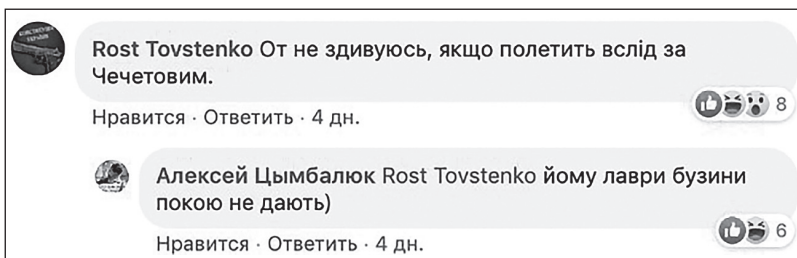 Rost Tovstenko От не здивуюсь, якщо полетить вслід за
Чечетовим.
Нравится · Ответить · 4 дн.
8
Алексей Цымбалюк Rost Tovstenko йому лаври бузини
покою не дають)
Нравится · Ответить · 4 дн.
6